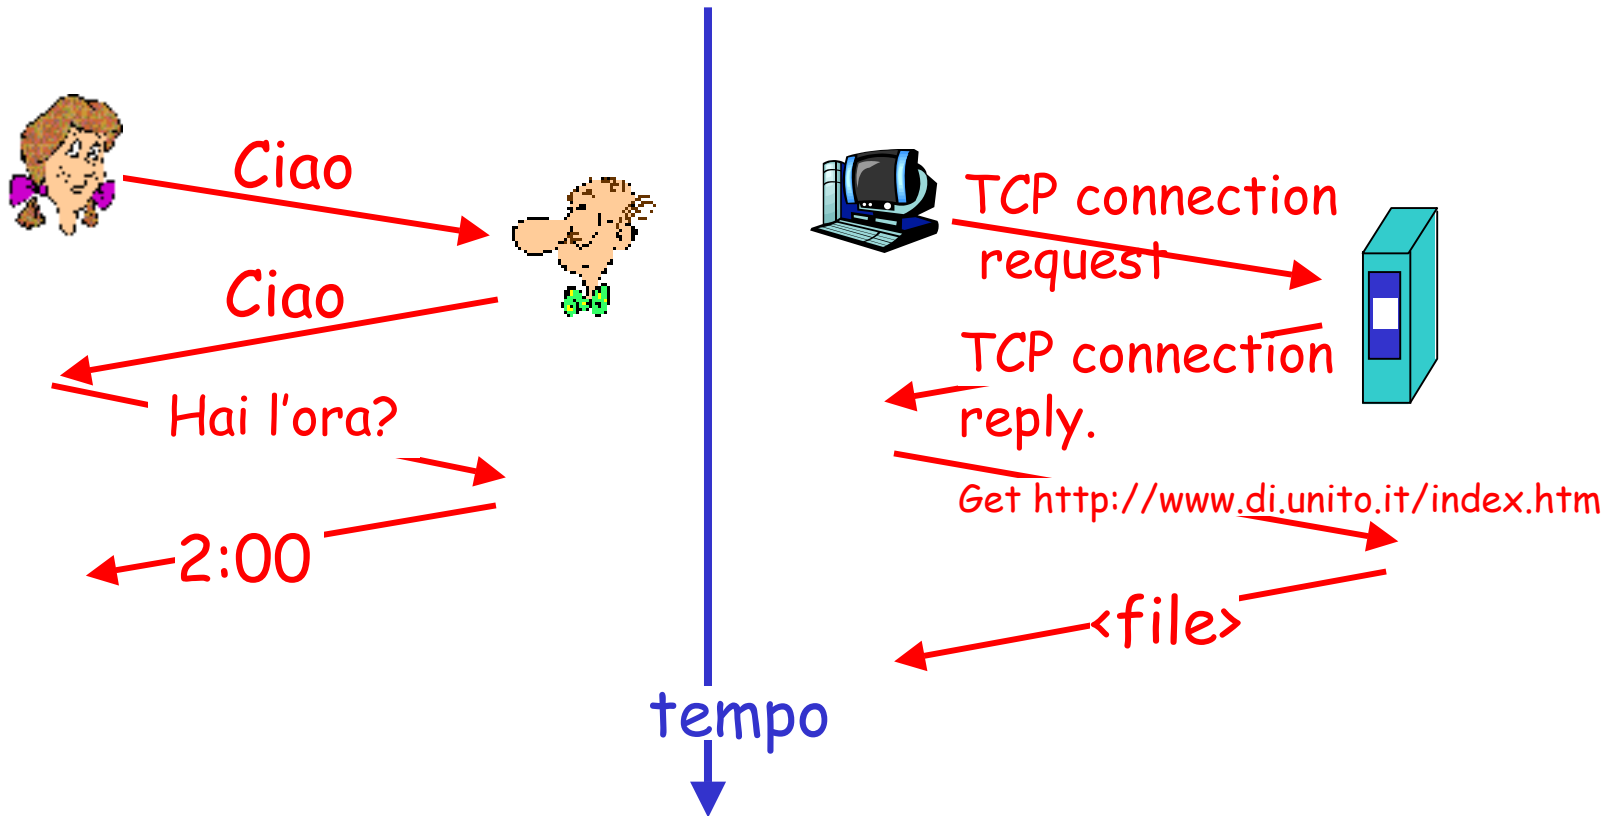 Ciao
Ciao
Hai l'ora?
2:00
TCP connection
request
TCP connection
reply.
Get http://www.di.unito.it/index.htm
<file>
tempo